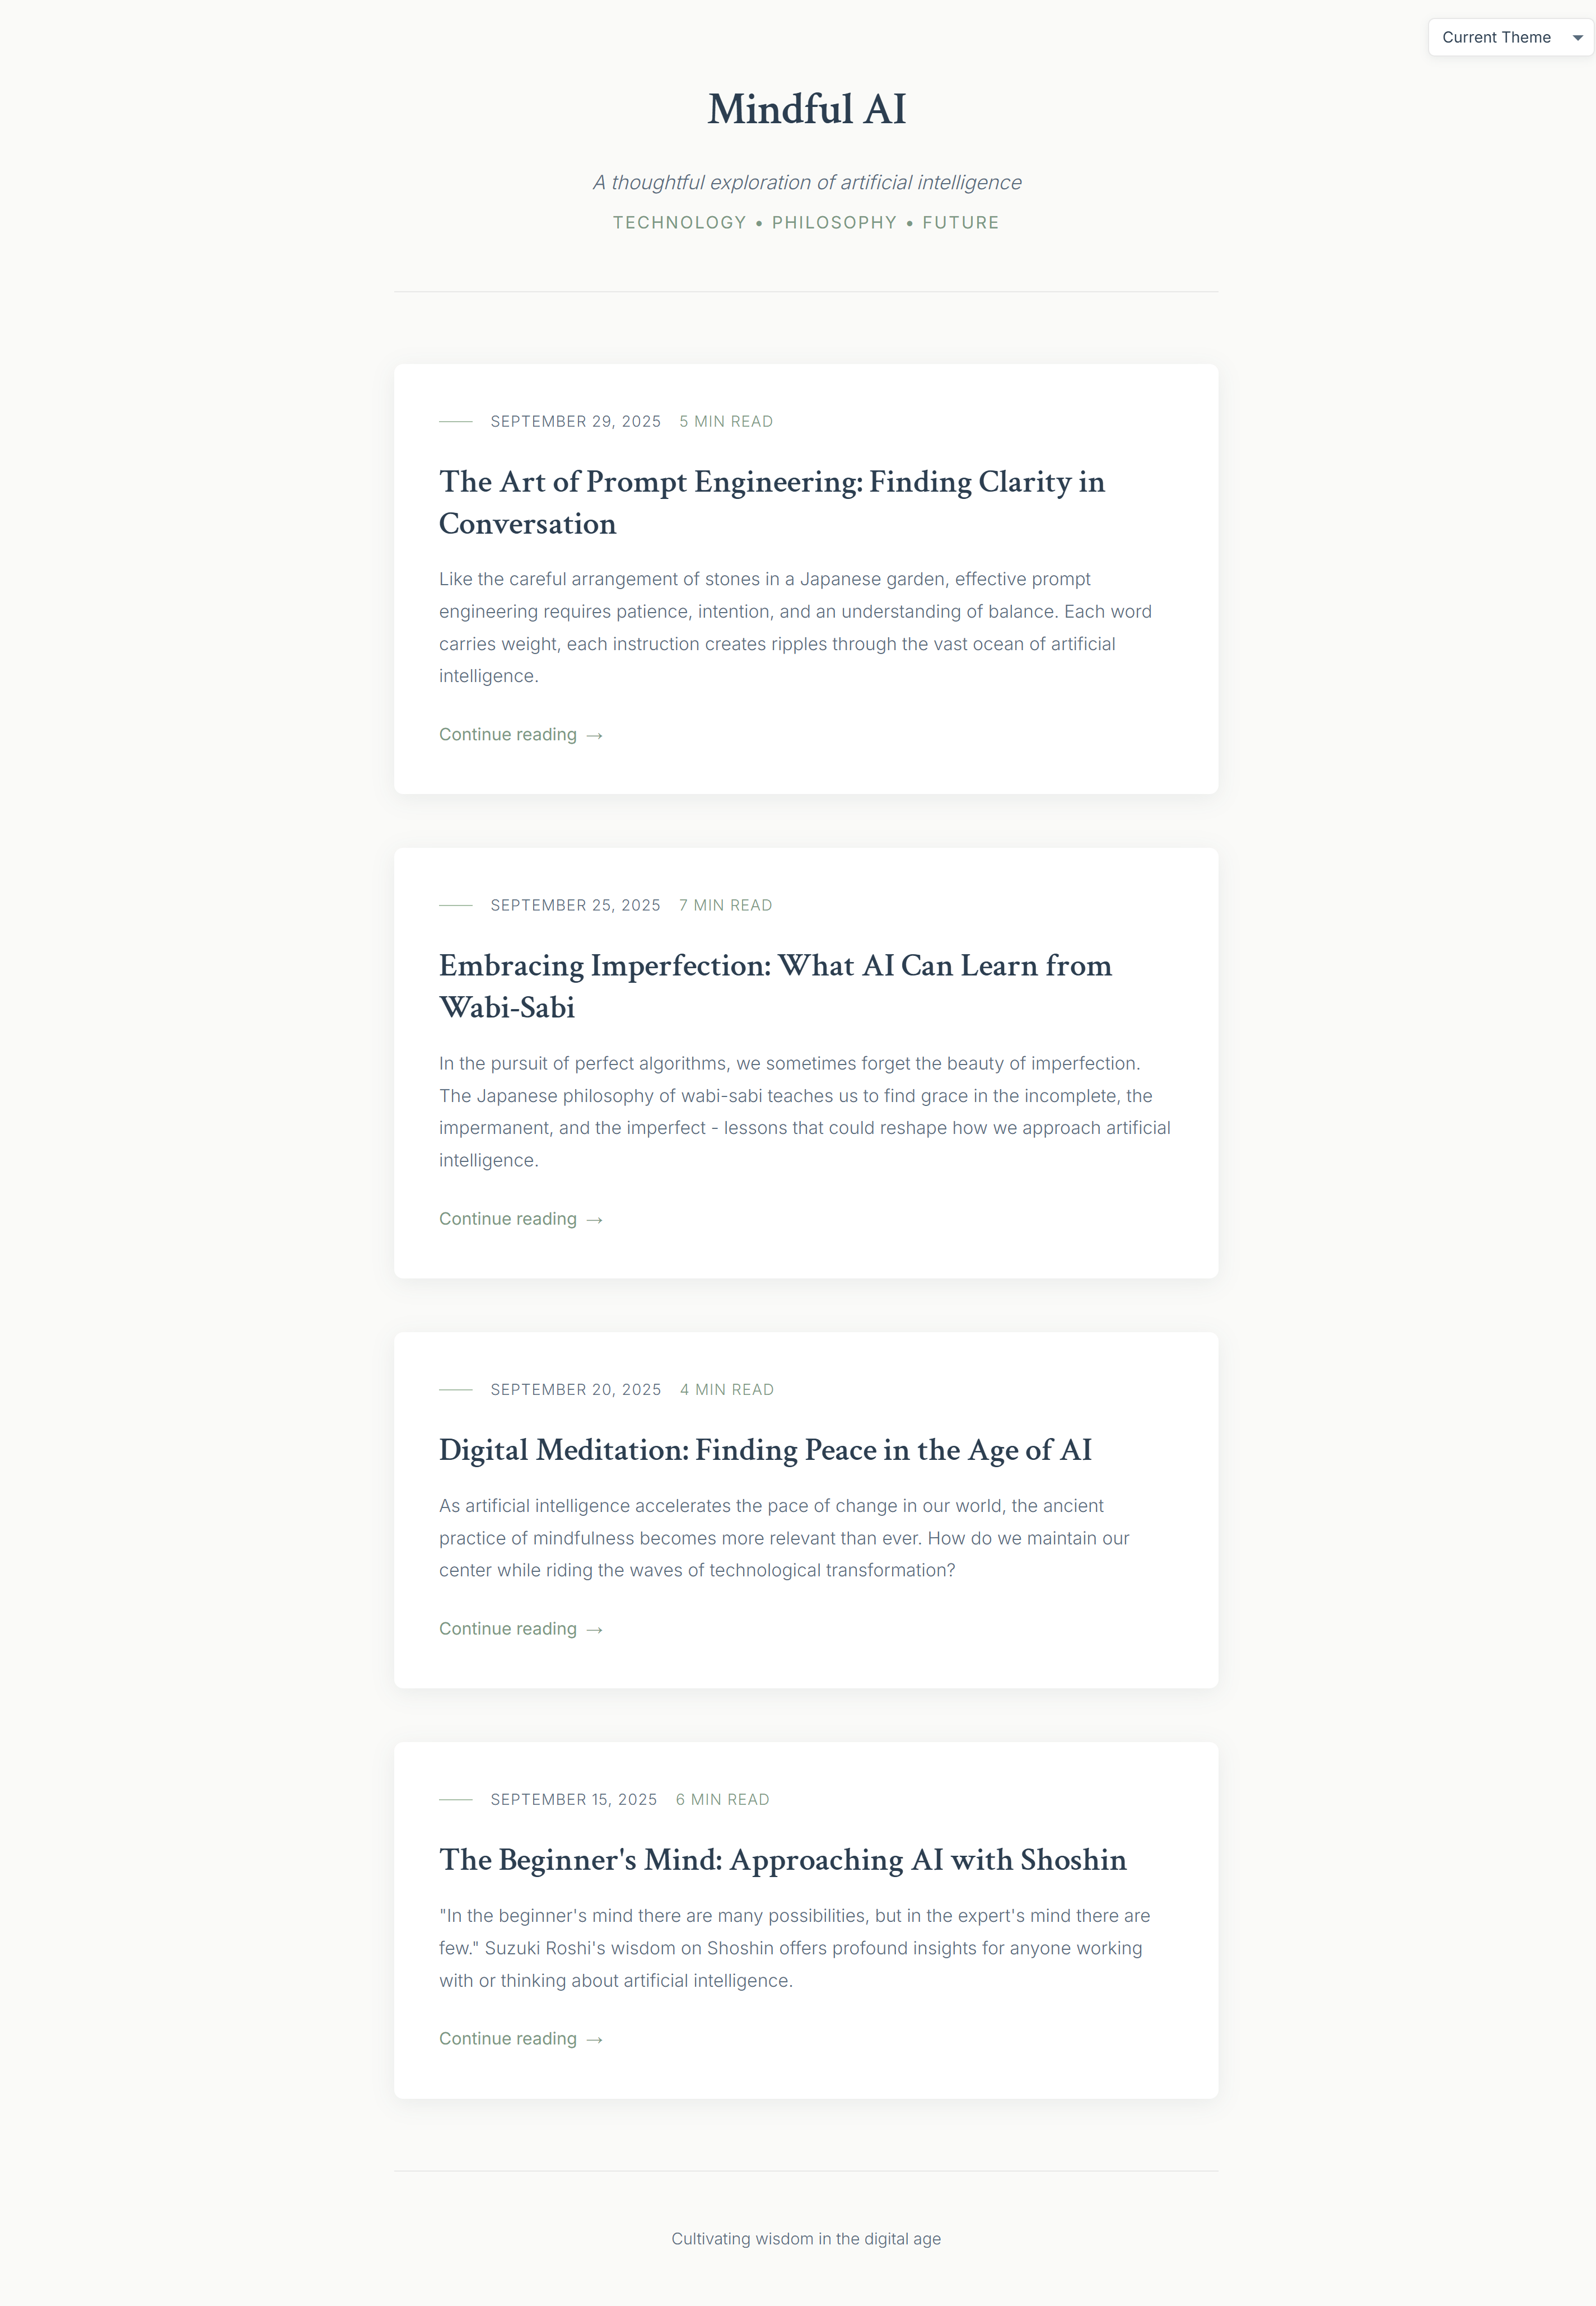 Current Theme
Mindful AI
A thoughtful exploration of artificial intelligence
TECHNOLOGY • PHILOSOPHY • FUTURE
SEPTEMBER 29, 2025 5 MIN READ
The Art of Prompt Engineering: Finding Clarity in
Conversation
Like the careful arrangement of stones in a Japanese garden, effective prompt
engineering requires patience, intention, and an understanding of balance. Each word
carries weight, each instruction creates ripples through the vast ocean of artificial
intelligence.
Continue reading →
SEPTEMBER 25, 2025 7 MIN READ
Embracing Imperfection: What AI Can Learn from
Wabi-Sabi
In the pursuit of perfect algorithms, we sometimes forget the beauty of imperfection.
The Japanese philosophy of wabi-sabi teaches us to find grace in the incomplete, the
impermanent, and the imperfect - lessons that could reshape how we approach artificial
intelligence.
Continue reading →
SEPTEMBER 20, 2025 4 MIN READ
Digital Meditation: Finding Peace in the Age of AI
As artificial intelligence accelerates the pace of change in our world, the ancient
practice of mindfulness becomes more relevant than ever. How do we maintain our
center while riding the waves of technological transformation?
Continue reading →
SEPTEMBER 15, 2025 6 MIN READ
The Beginner's Mind: Approaching AI with Shoshin
"In the beginner's mind there are many possibilities, but in the expert's mind there are
few." Suzuki Roshi's wisdom on Shoshin offers profound insights for anyone working
with or thinking about artificial intelligence.
Continue reading →
Cultivating wisdom in the digital age